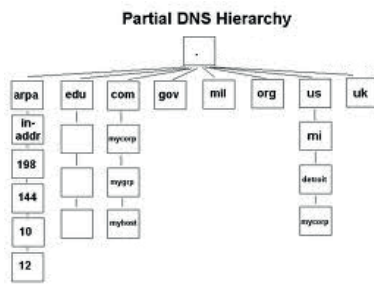 Partial DNS Hierarchy
.
arpa edu com gov mil org us uk
in-
addr
mycorp
mi
198
mygrp
detroit
144
myhost
mycorp
10
12